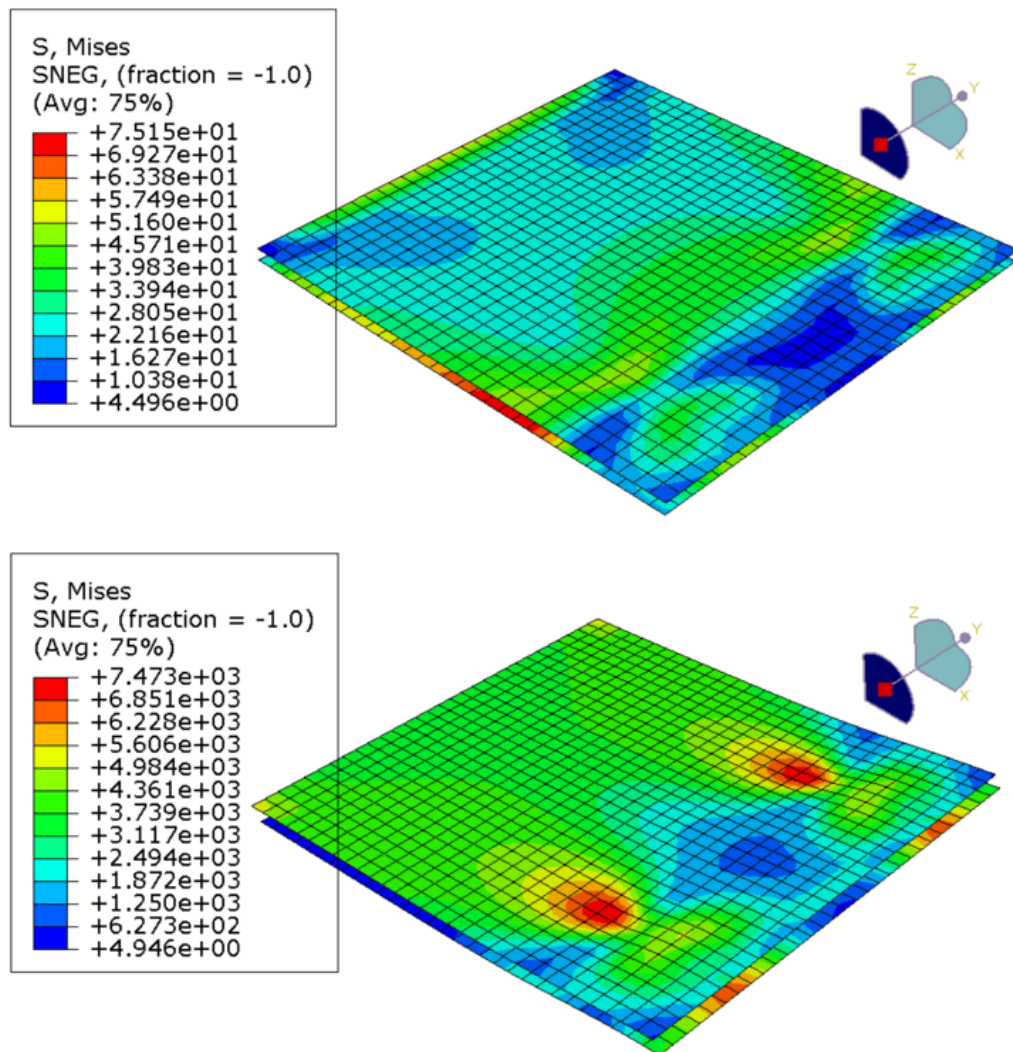 S, Mises
SNEG, (fraction = -1.0)
(Avg: 75%)
+7.515e+01
+6.927e+01
+6.338e+01
+5.749e+01
+5.160e+01
+4.571e+01
+3.983e+01
+3.394e+01
+2.805e+01
+2.216e+01
+1.627e+01
+1.038e+01
+4.496e+00
Z
Y
X
S, Mises
SNEG, (fraction = -1.0)
(Avg: 75%)
+7.473e+03
+6.851e+03
+6.228e+03
+5.606e+03
+4.984e+03
+4.361e+03
+3.739e+03
+3.117e+03
+2.494e+03
+1.872e+03
+1.250e+03
+6.273e+02
+4.946e+00
Z
Y
X